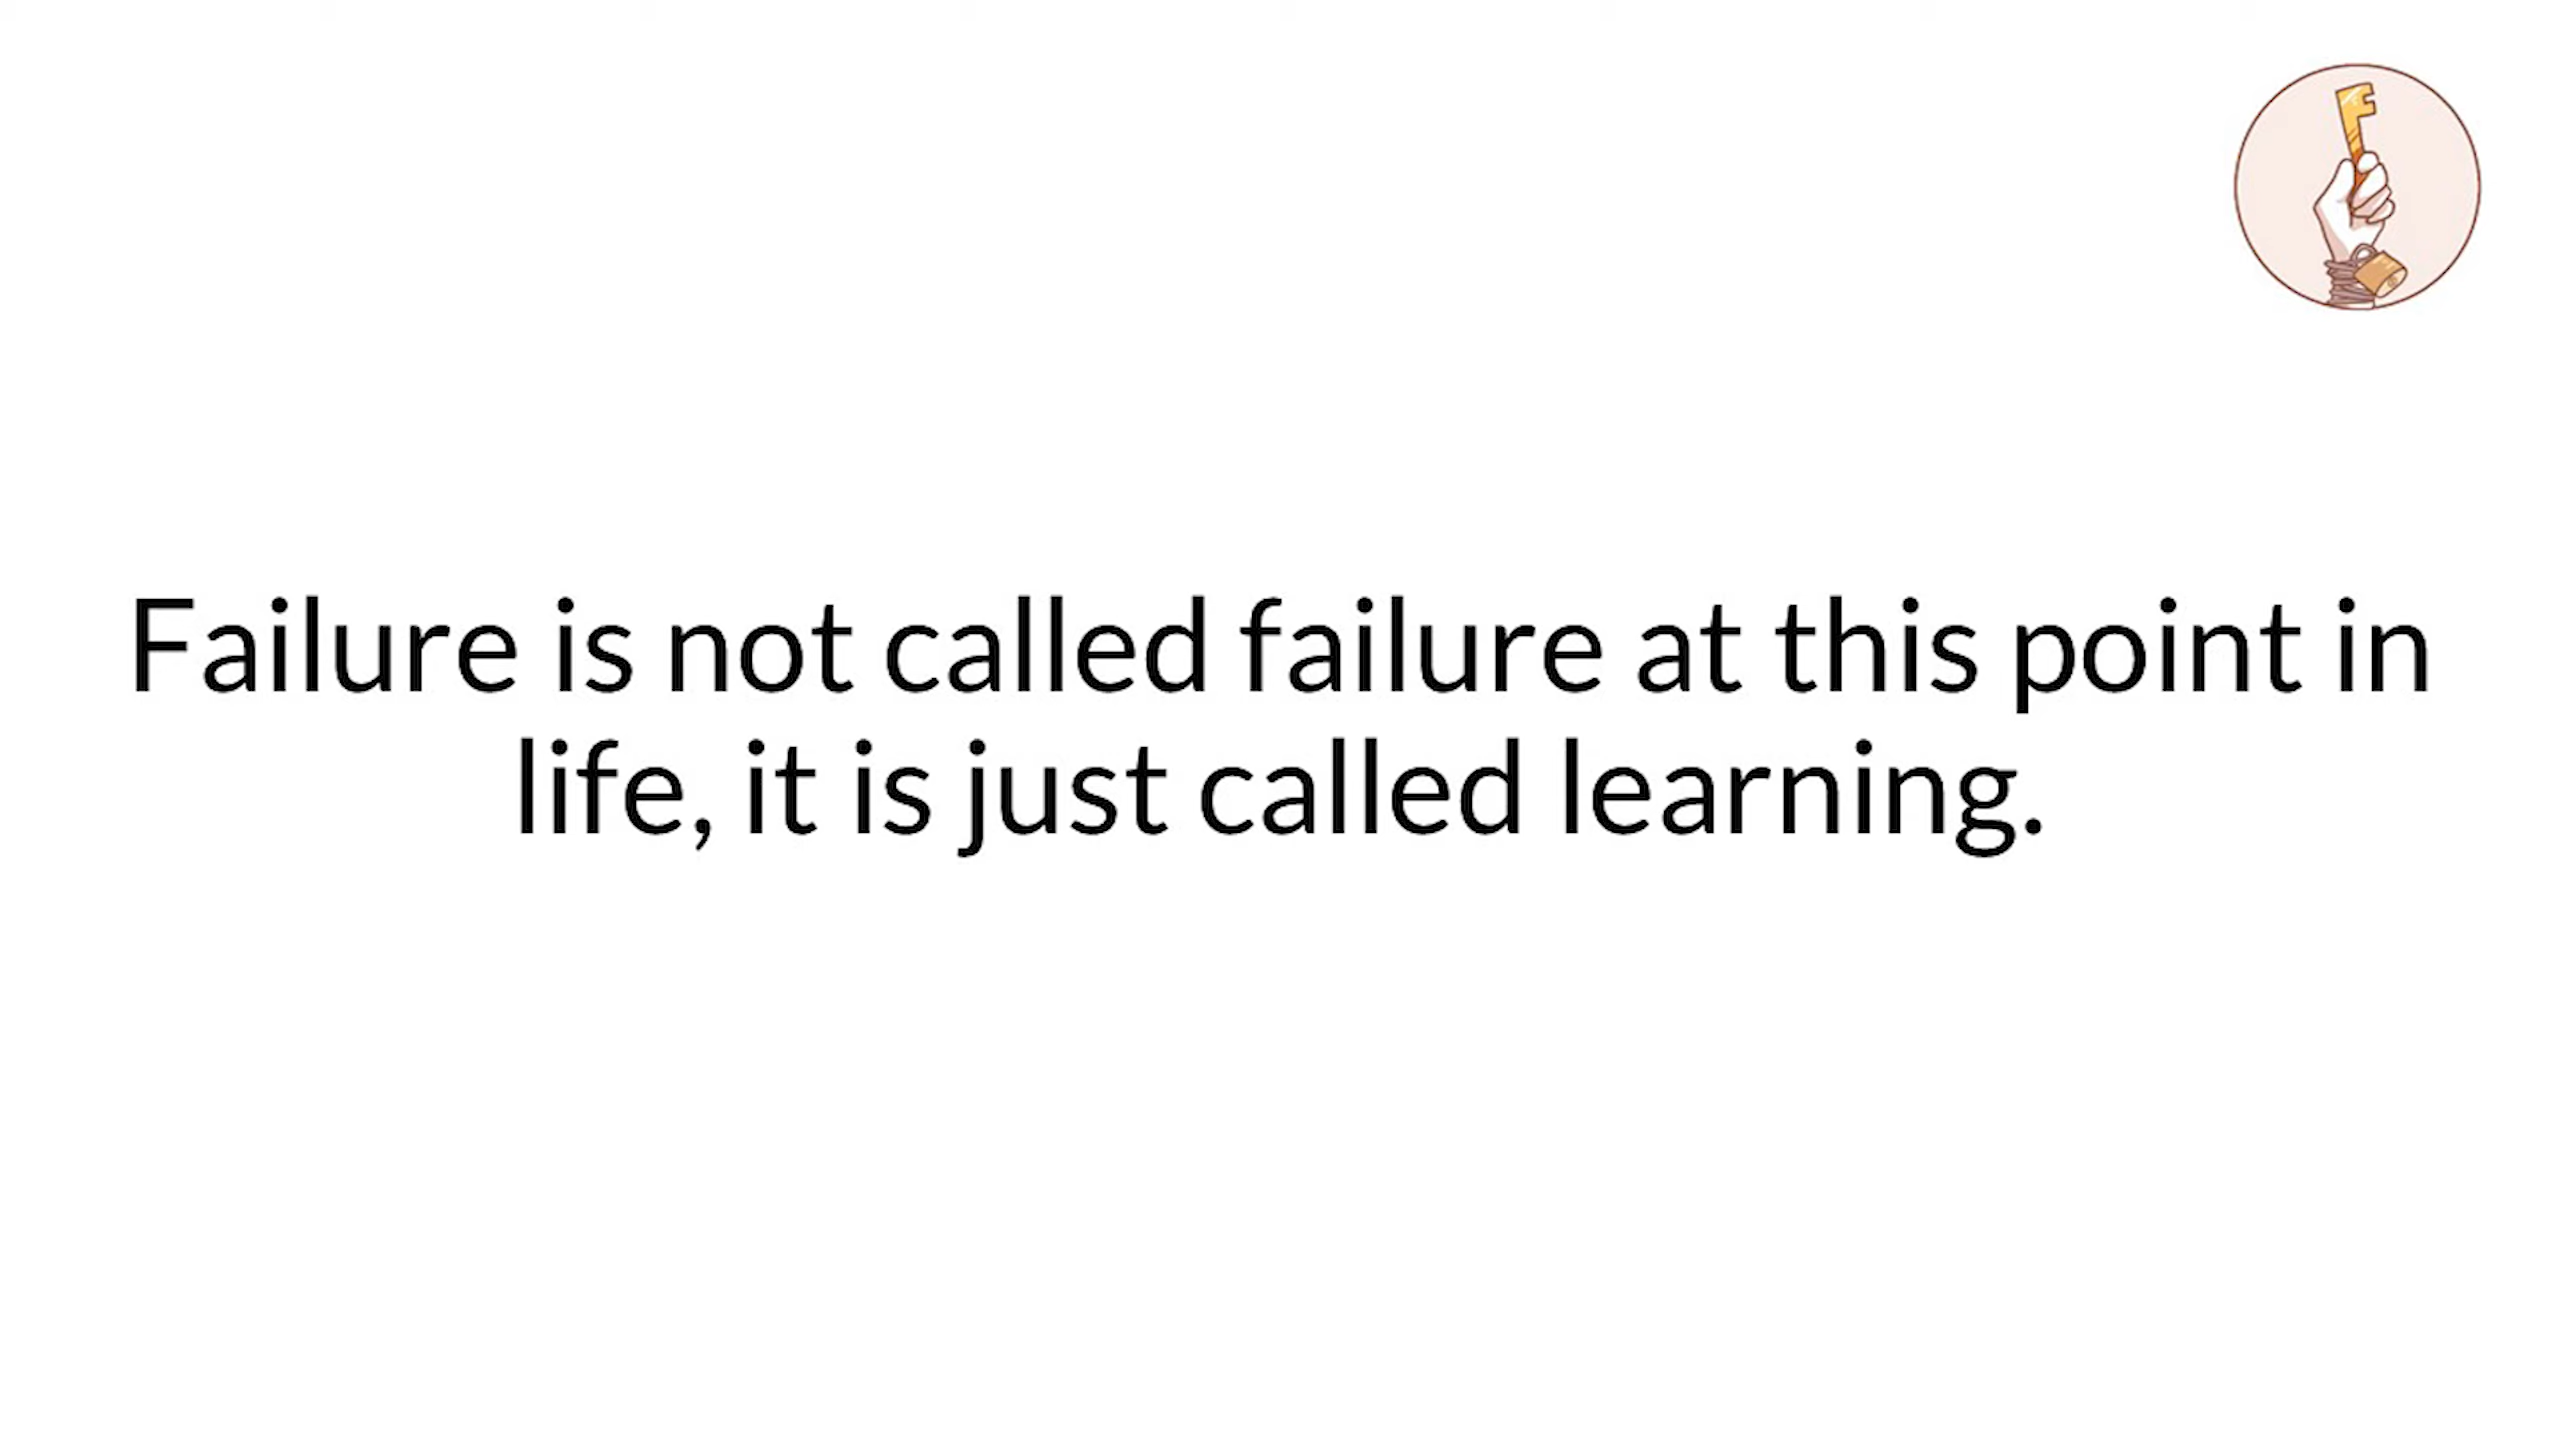 Failure is not called failure at this point in
life, it is just called learning.